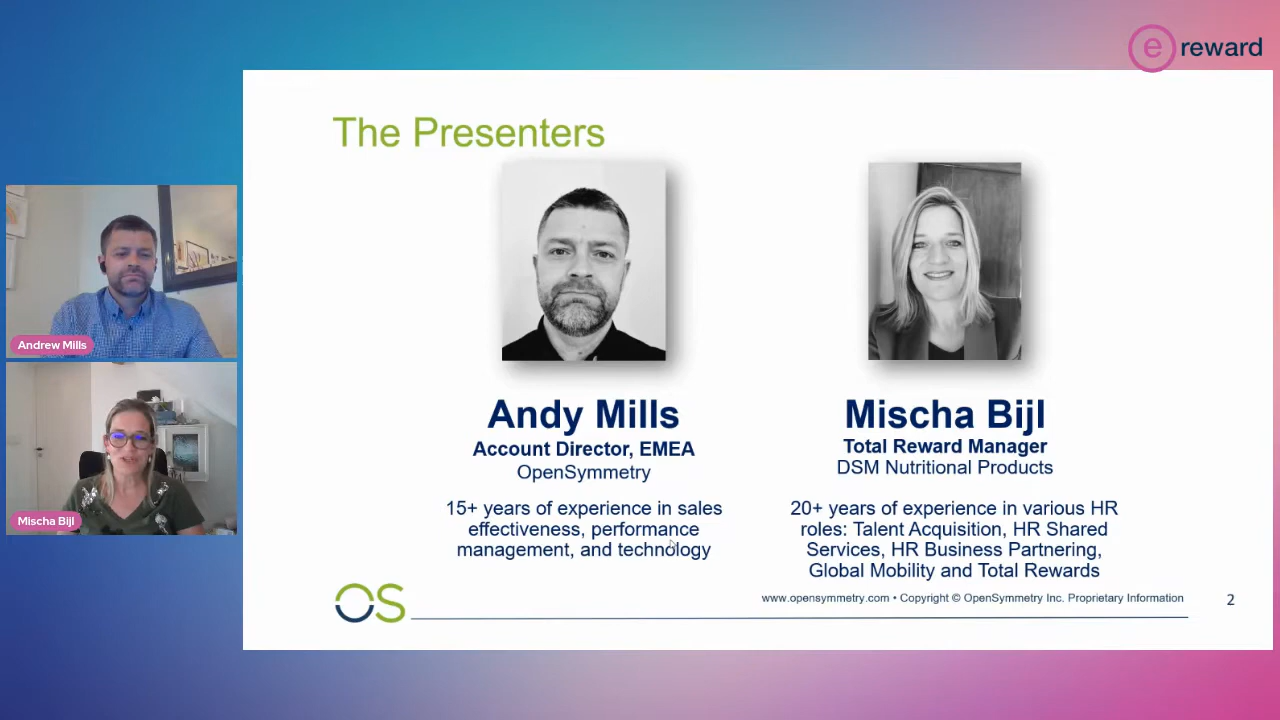 e reward
The Presenters
Andrew Mills
Mischa Bijl
Andy Mills
Account Director, EMEA
OpenSymmetry
15+ years of experience in sales
effectiveness, performance
management, and technology
Mischa Bijl
Total Reward Manager
DSM Nutritional Products
20+ years of experience in various HR
roles: Talent Acquisition, HR Shared
Services, HR Business Partnering,
Global Mobility and Total Rewards
OS
www.opensymmetry.com • Copyright © OpenSymmetry Inc. Proprietary Information
2